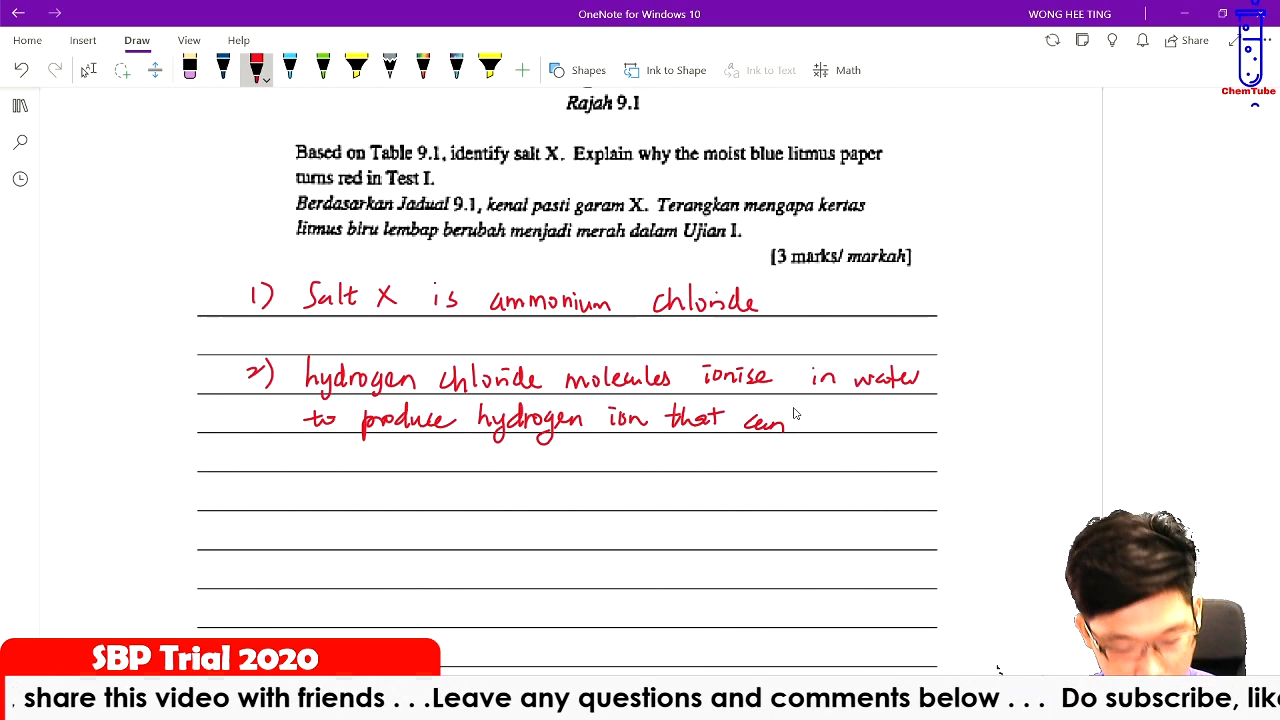 OneNote for Windows 10
WONG HEE TING
Home Insert Draw View Help
Share
Shapes Ink to Shape Ink to Text Math
ChemTube
Rajah 9.1
Based on Table 9.1, identify salt X. Explain why the moist blue litmus paper
turns red in Test I.
Berdasarkan Jadual 9.1, kenal pasti garam X. Terangkan mengapa kertas
litmus biru lembap berubah menjadi merah dalam Ujian I.
[3 marks/ markah]
1) Salt X is ammonium chloride
2) hydrogen chloride molecules ionise in water
to produce hydrogen ion that can
SBP Trial 2020
, share this video with friends . . .Leave any questions and comments below . . . Do subscribe, like